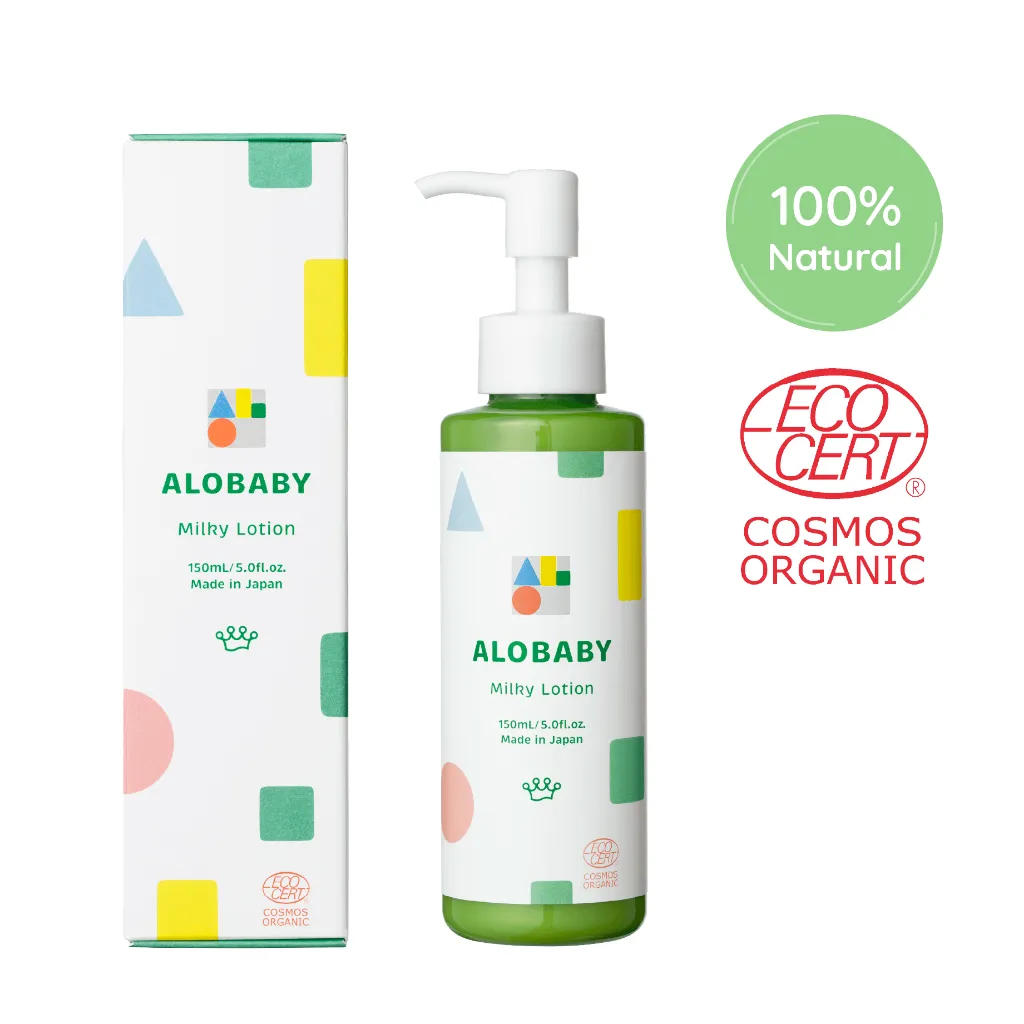 ALOBABY
Milky Lotion
150mL/5.0fl.oz.
Made in Japan
ECO
CERT
COSMOS
ORGANIC
ALOBABY
Milky Lotion
150mL/5.0fl.oz.
Made in Japan
ECO
CERT
COSMOS
ORGANIC
100%
Natural
ECO
CERT
®
COSMOS
ORGANIC